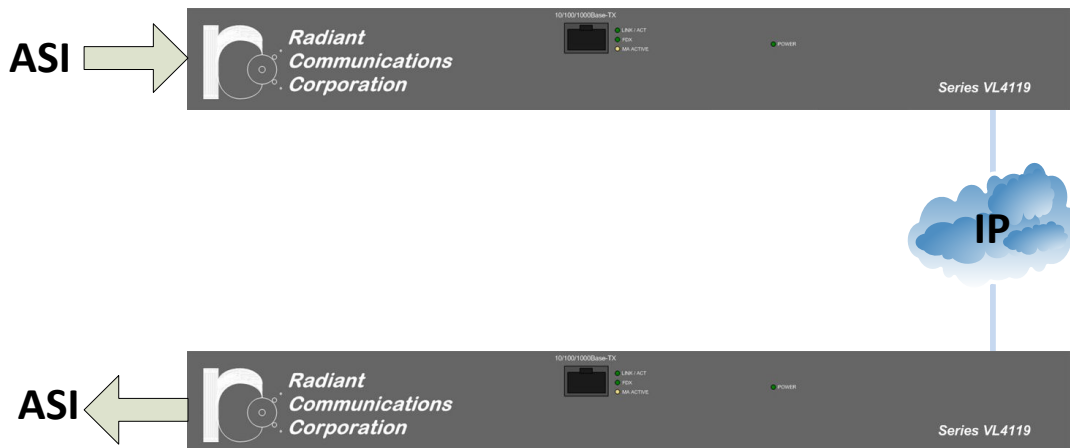 10/100/1000Base-TX
ASI
Radiant
Communications
Corporation
LINK / ACT
FDX
MA ACTIVE
POWER
Series VL4119
IP
10/100/1000Base-TX
ASI
Radiant
Communications
Corporation
LINK / ACT
FDX
MA ACTIVE
POWER
Series VL4119